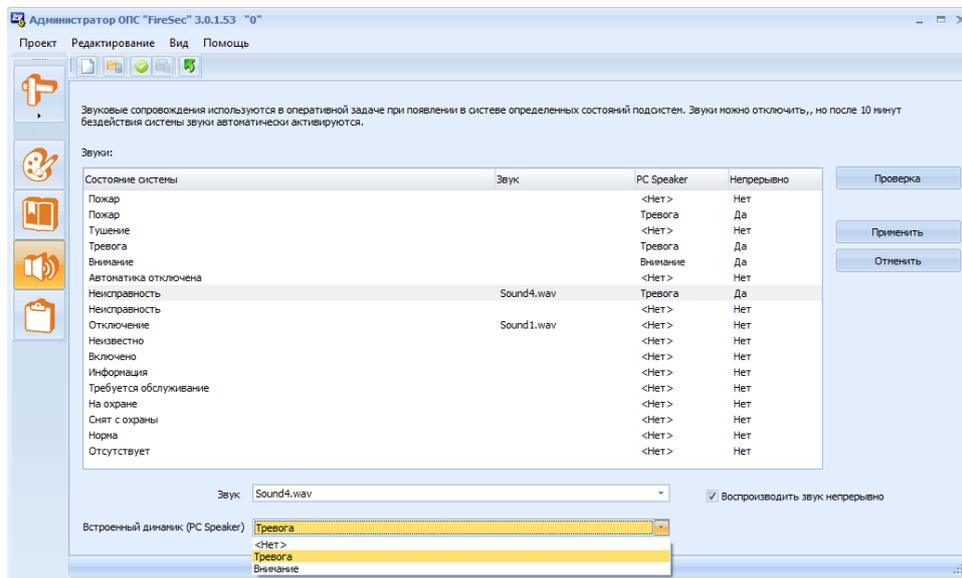 Администратор ОПС "FireSec" 3.0.1.53 "0"
Проект Редактирование Вид Помощь
Звуковые сопровождения используются в оперативной задаче при появлении в системе определенных состояний подсистем. Звуки можно отключить,, но после 10 минут
бездействия системы звуки автоматически активируются.
Звуки:
Состояние системы Звук PC Speaker Непрерывно
Проверка
Пожар <Нет> Нет
Пожар Тревога Да
Тушение <Нет> Нет
Применить
Тревога Тревога Да
Внимание Внимание Да
Отменить
Автоматика отключена <Нет> Нет
Неисправность Sound4.wav Тревога Да
Неисправность <Нет> Нет
Отключение Sound1.wav <Нет> Нет
Неизвестно <Нет> Нет
Включено <Нет> Нет
Информация <Нет> Нет
Требуется обслуживание <Нет> Нет
На охране <Нет> Нет
Снят с охраны <Нет> Нет
Норма <Нет> Нет
Отсутствует <Нет> Нет
Звук Sound4.wav Воспроизводить звук непрерывно
Встроенный динамик (PC Speaker) Тревога
<Нет>
Тревога
Внимание